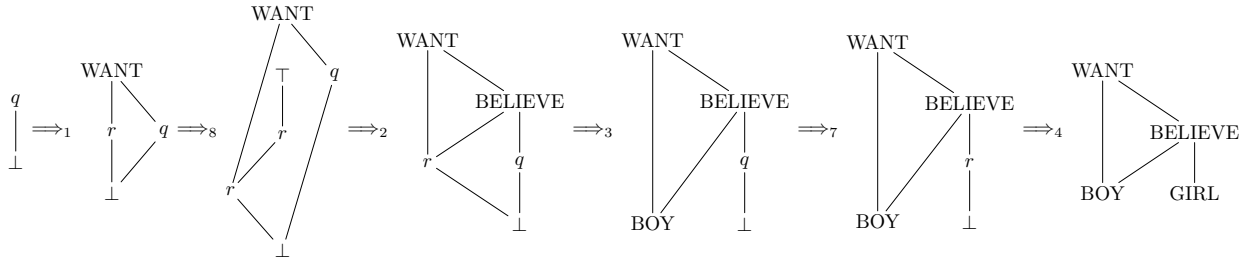 q
⊥
⟹₁
WANT
r
q
⊥
⟹₈
WANT
⊤
q
r
r
⊥
⟹₂
WANT
BELIEVE
r
q
⊥
⟹₃
WANT
BELIEVE
q
BOY
⊥
⟹₇
WANT
BELIEVE
r
BOY
⊥
⟹₄
WANT
BELIEVE
BOY
GIRL